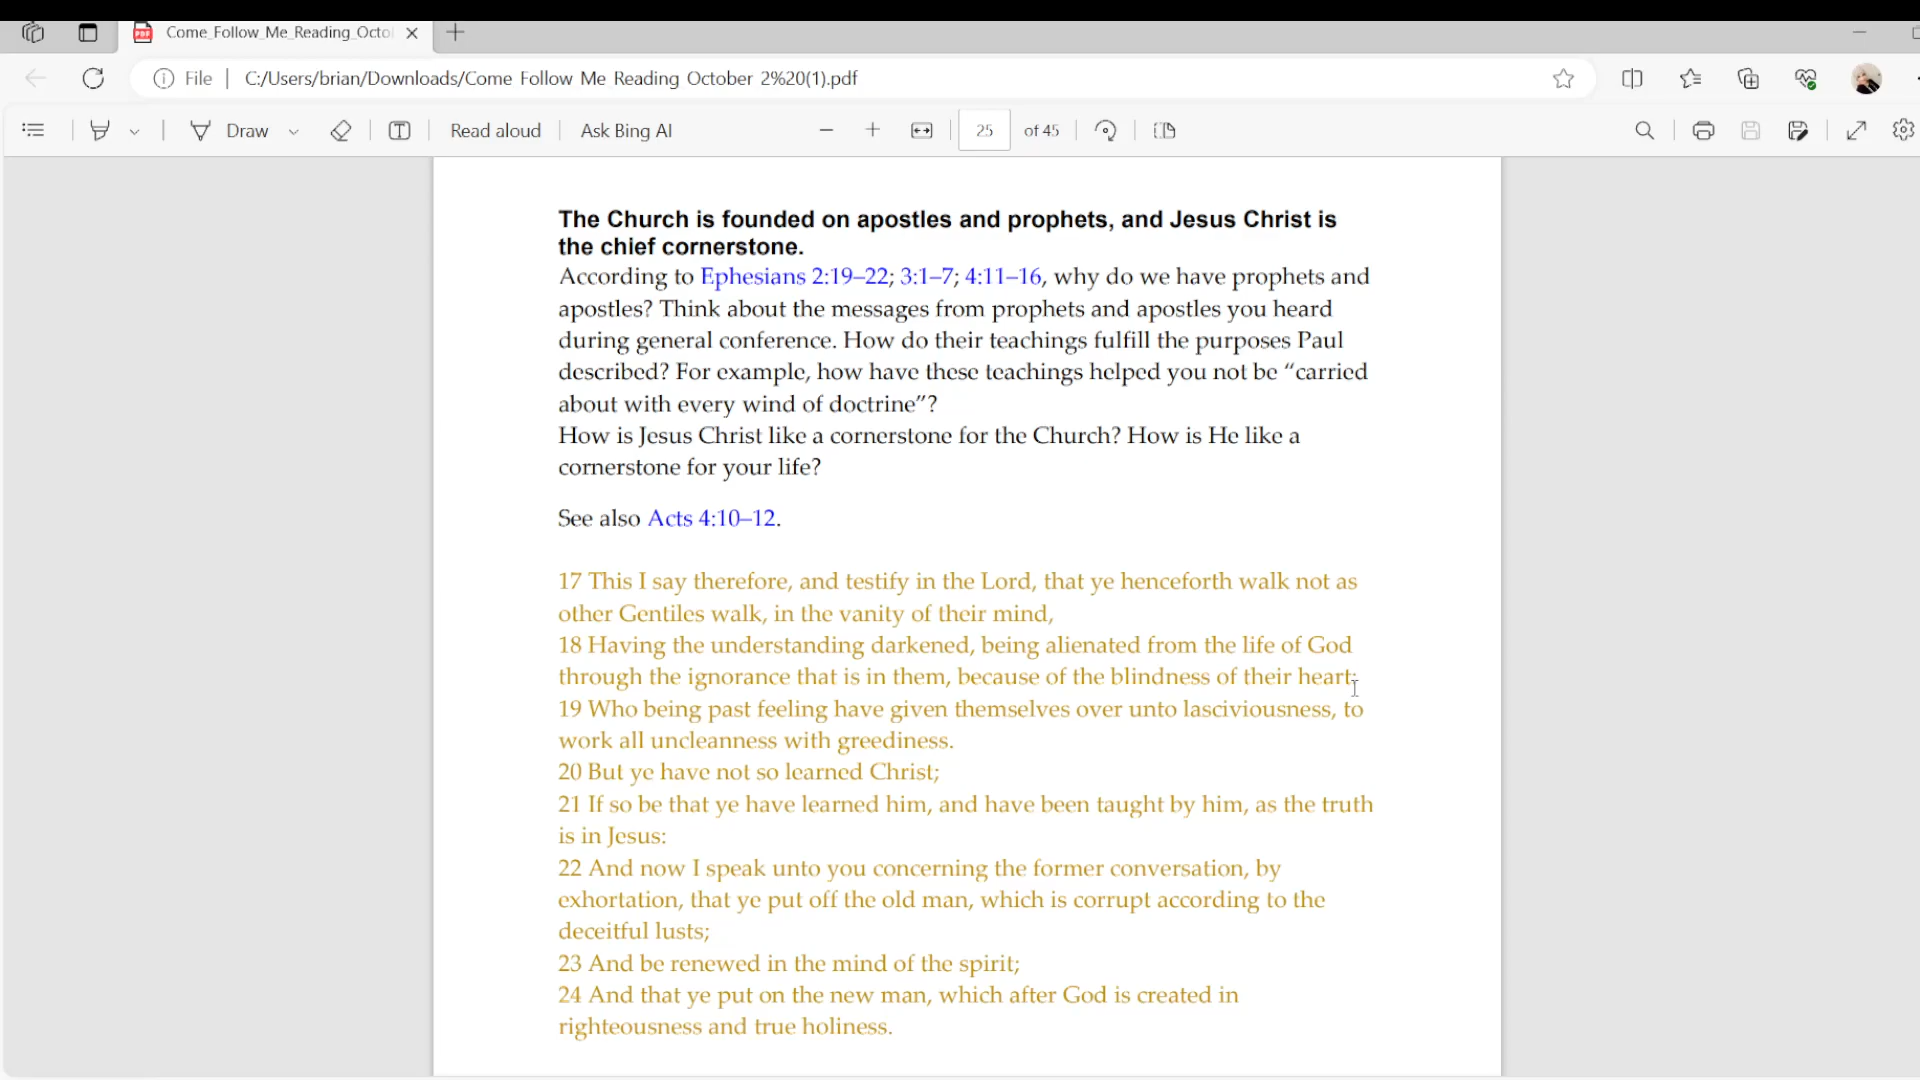 Come_Follow_Me_Reading_Octo
File
C:/Users/brian/Downloads/Come Follow Me Reading October 2%20(1).pdf
Draw
Read aloud
Ask Bing AI
25 of 45
The Church is founded on apostles and prophets, and Jesus Christ is
the chief cornerstone.
According to Ephesians 2:19–22; 3:1–7; 4:11–16, why do we have prophets and
apostles? Think about the messages from prophets and apostles you heard
during general conference. How do their teachings fulfill the purposes Paul
described? For example, how have these teachings helped you not be “carried
about with every wind of doctrine”?
How is Jesus Christ like a cornerstone for the Church? How is He like a
cornerstone for your life?
See also Acts 4:10–12.
17 This I say therefore, and testify in the Lord, that ye henceforth walk not as
other Gentiles walk, in the vanity of their mind,
18 Having the understanding darkened, being alienated from the life of God
through the ignorance that is in them, because of the blindness of their heart;
19 Who being past feeling have given themselves over unto lasciviousness, to
work all uncleanness with greediness.
20 But ye have not so learned Christ;
21 If so be that ye have learned him, and have been taught by him, as the truth
is in Jesus:
22 And now I speak unto you concerning the former conversation, by
exhortation, that ye put off the old man, which is corrupt according to the
deceitful lusts;
23 And be renewed in the mind of the spirit;
24 And that ye put on the new man, which after God is created in
righteousness and true holiness.